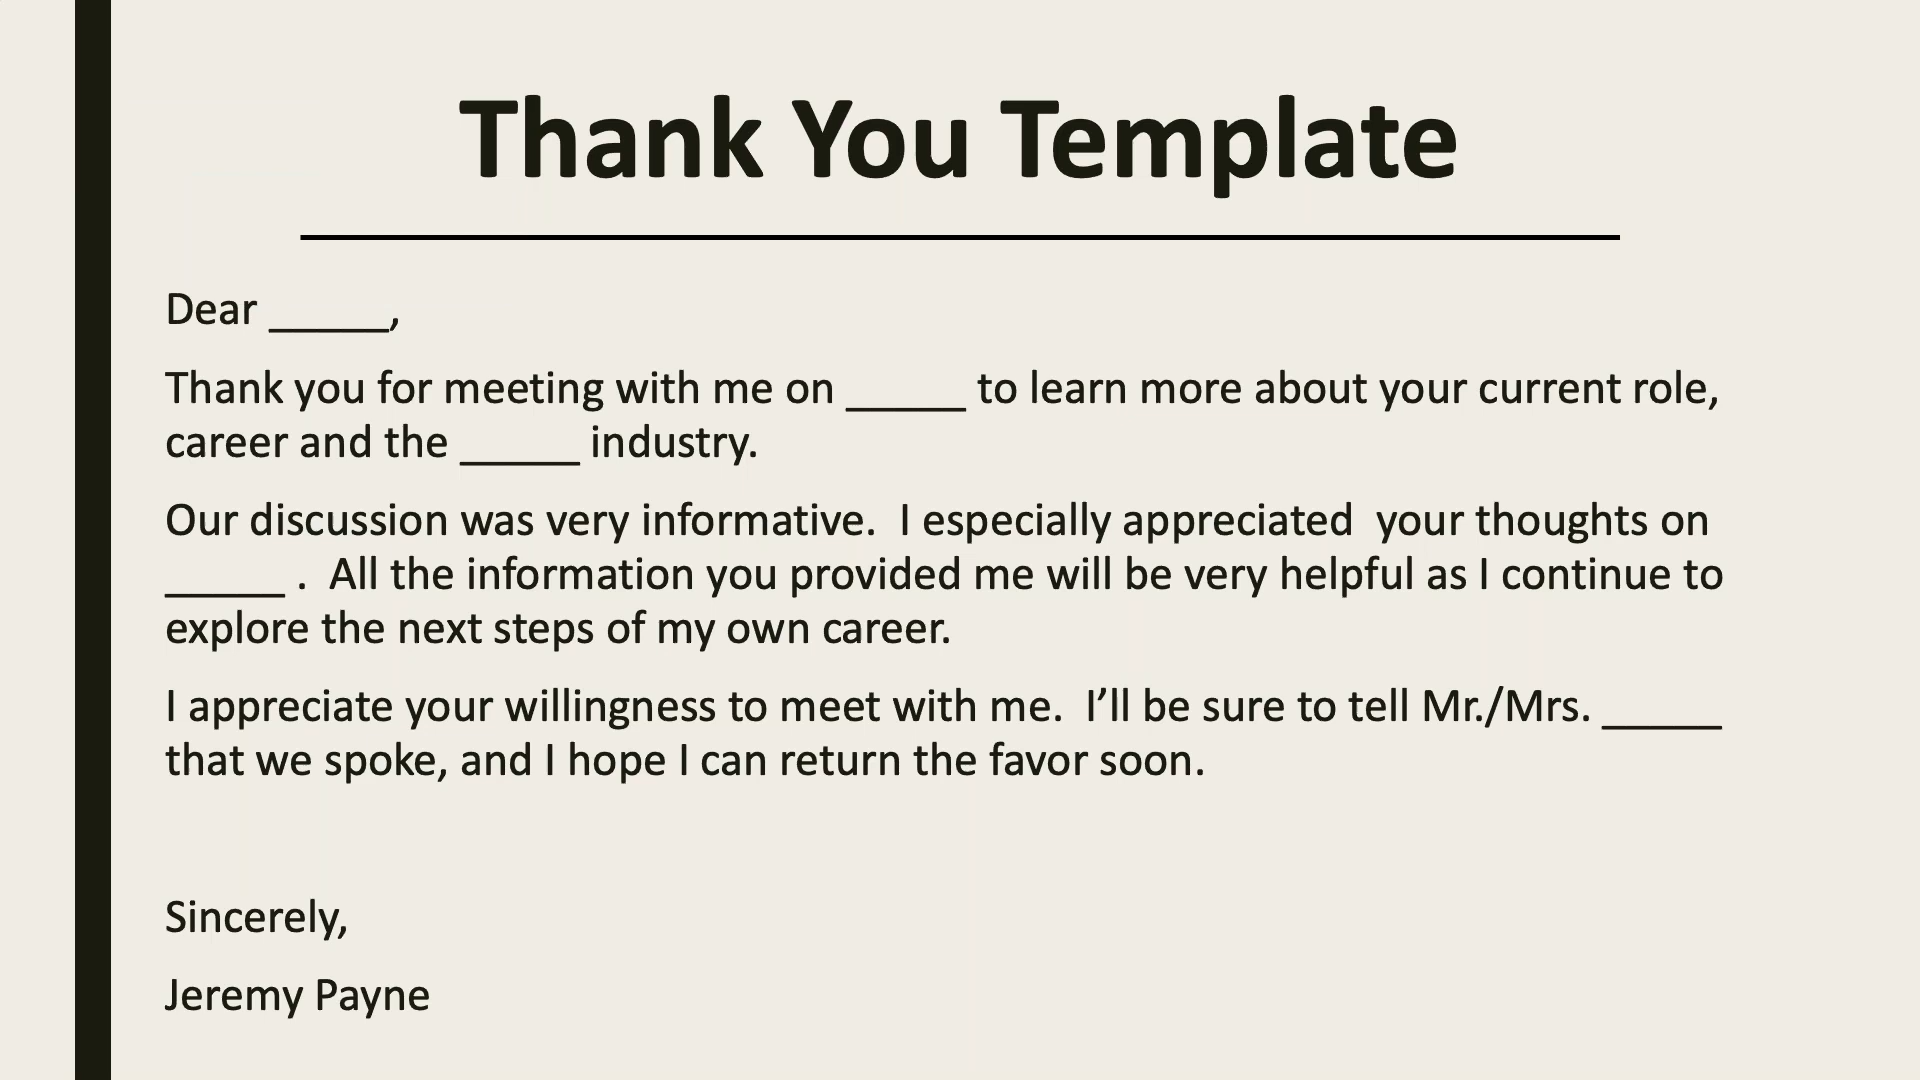 Thank You Template
Dear _____,
Thank you for meeting with me on _____ to learn more about your current role,
career and the _____ industry.
Our discussion was very informative.  I especially appreciated  your thoughts on
_____ .  All the information you provided me will be very helpful as I continue to
explore the next steps of my own career.
I appreciate your willingness to meet with me.  I’ll be sure to tell Mr./Mrs. _____
that we spoke, and I hope I can return the favor soon.
Sincerely,
Jeremy Payne